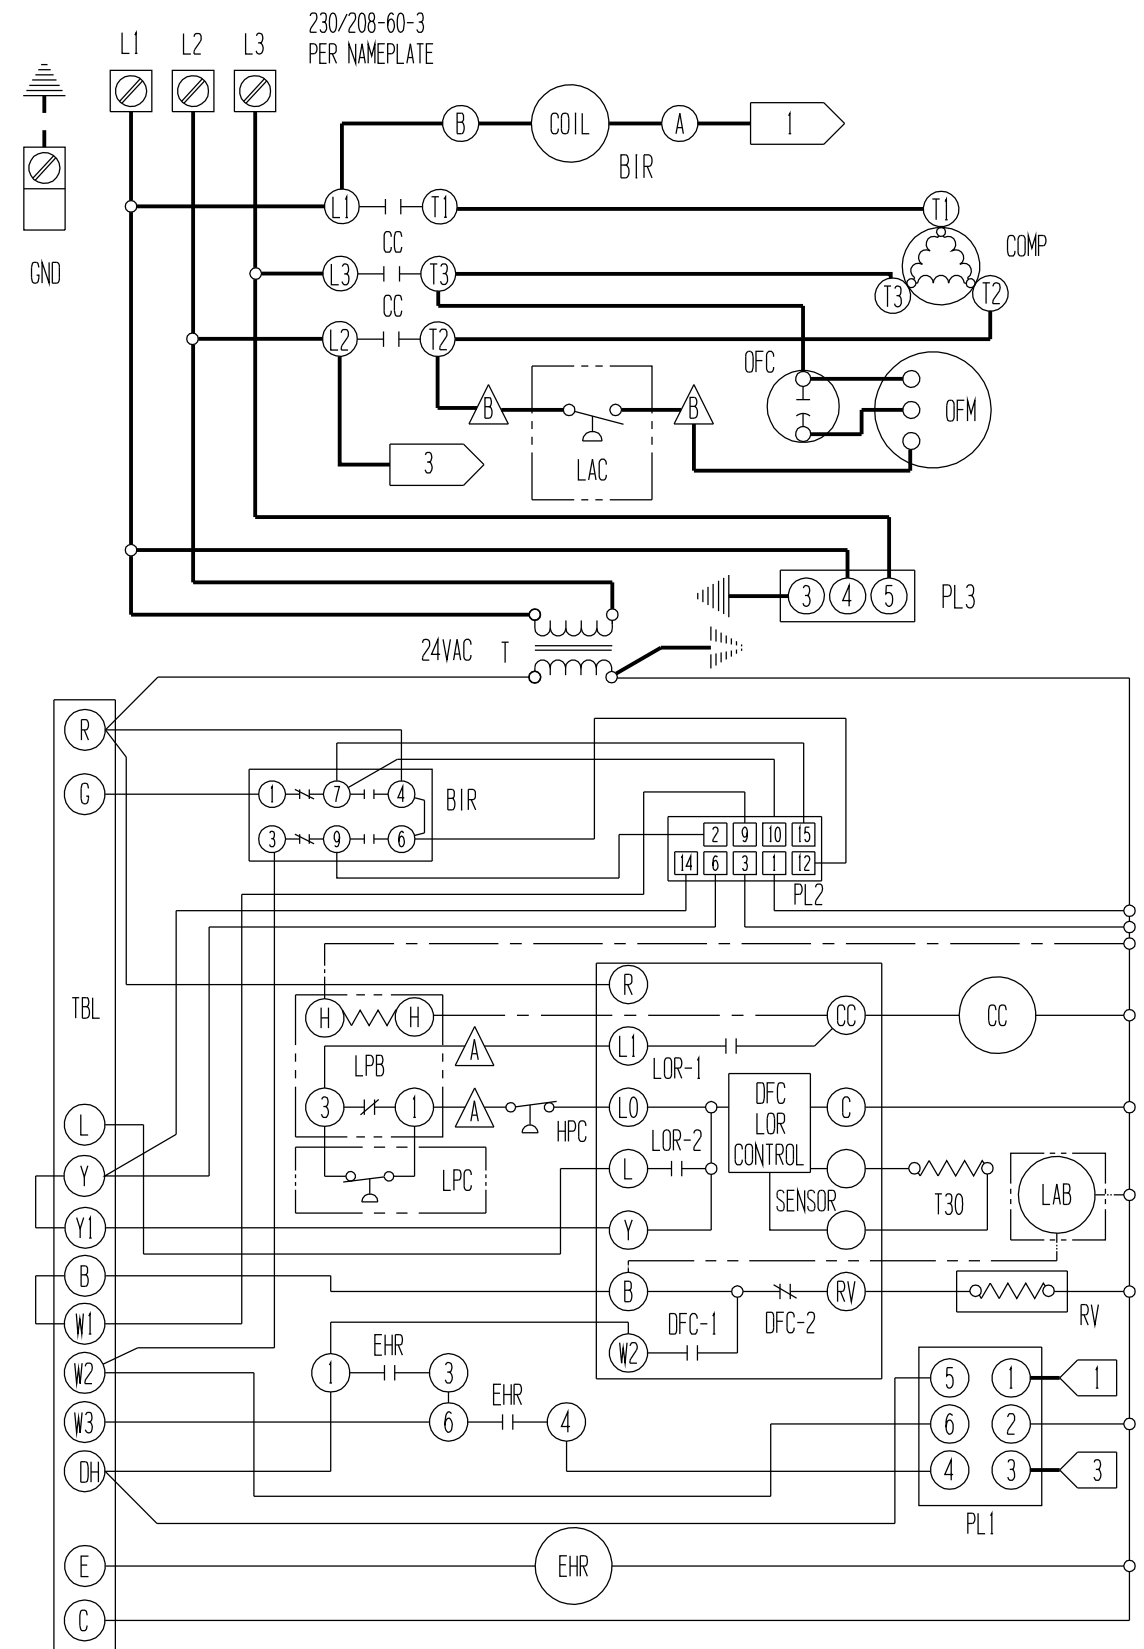 230/208-60-3
PER NAMEPLATE
L1 L2 L3
GND
B COIL A 1
BIR
L1 T1 T1
CC
COMP
L3 T3 T3 T2
CC
L2 T2
OFC
B B OFM
3
LAC
3 4 5 PL3
24VAC T
R
G 1 7 4 BIR
3 9 6
2 9 10 15
14 6 3 1 12
PL2
TBL
R
H H CC CC
L1
LOR-1
LPB A
3 1 A HPC
LO DFC LOR CONTROL C
LOR-2
L L
Y LPC
SENSOR T30 LAB
Y1 Y
B B RV
DFC-1 DFC-2 RV
W1
W2 W2
EHR
1 3
EHR
W3 6 4
DH
5 1 1
6 2
4 3 3
PL1
E EHR
C